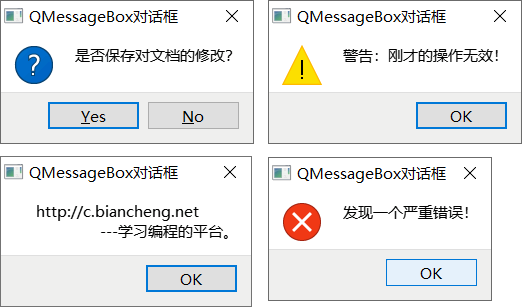 QMessageBox对话框
是否保存对文档的修改?
Yes
No
QMessageBox对话框
警告：刚才的操作无效!
OK
QMessageBox对话框
http://c.biancheng.net
---学习编程的平台。
OK
QMessageBox对话框
发现一个严重错误!
OK